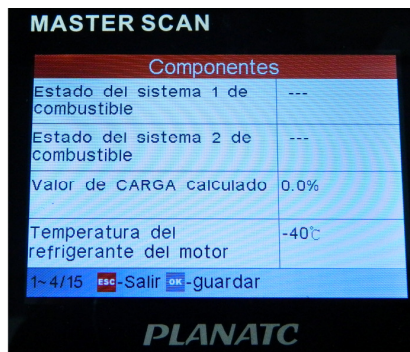 MASTER SCAN
Componentes
Estado del sistema 1 de
combustible
---
Estado del sistema 2 de
combustible
---
Valor de CARGA calculado
0.0%
Temperatura del
refrigerante del motor
-40℃
1~4/15 ESC-Salir OK-guardar
PLANATC